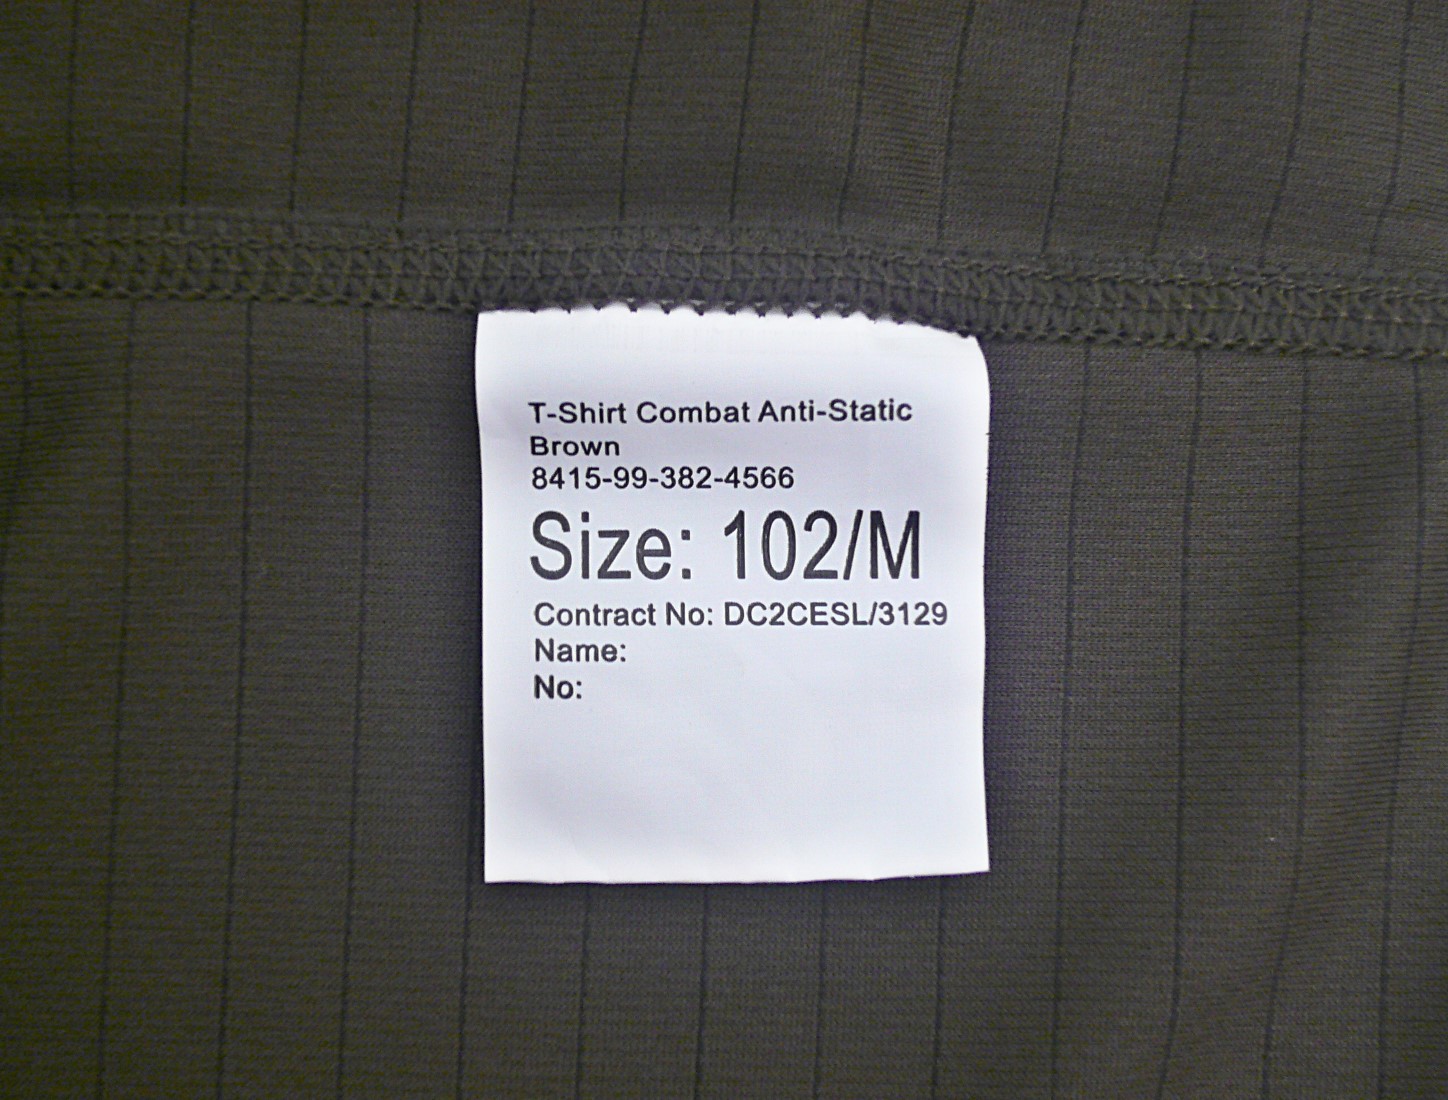 T-Shirt Combat Anti-Static
Brown
8415-99-382-4566
Size: 102/M
Contract No: DC2CESL/3129
Name:
No: